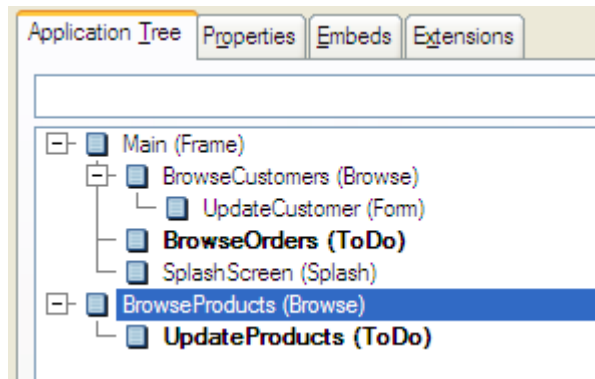 Application Tree Properties Embeds Extensions
Main (Frame)
BrowseCustomers (Browse)
UpdateCustomer (Form)
BrowseOrders (ToDo)
SplashScreen (Splash)
BrowseProducts (Browse)
UpdateProducts (ToDo)